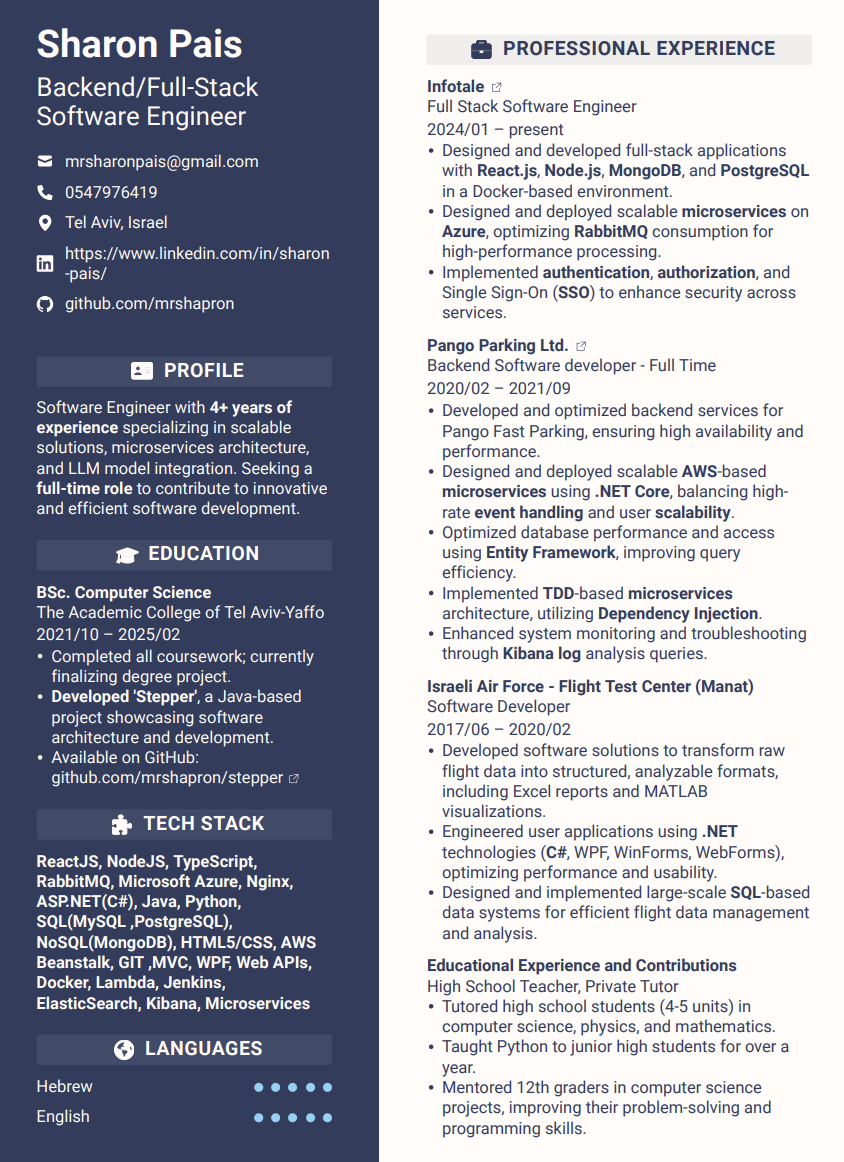 Sharon Pais
Backend/Full-Stack
Software Engineer
mrsharonpais@gmail.com
0547976419
Tel Aviv, Israel
https://www.linkedin.com/in/sharon
-pais/
github.com/mrshapron
PROFILE
Software Engineer with 4+ years of
experience specializing in scalable
solutions, microservices architecture,
and LLM model integration. Seeking a
full-time role to contribute to innovative
and efficient software development.
EDUCATION
BSc. Computer Science
The Academic College of Tel Aviv-Yaffo
2021/10 – 2025/02
• Completed all coursework; currently
finalizing degree project.
• Developed 'Stepper', a Java-based
project showcasing software
architecture and development.
• Available on GitHub:
github.com/mrshapron/stepper
TECH STACK
ReactJS, NodeJS, TypeScript,
RabbitMQ, Microsoft Azure, Nginx,
ASP.NET(C#), Java, Python,
SQL(MySQL ,PostgreSQL),
NoSQL(MongoDB), HTML5/CSS, AWS
Beanstalk, GIT ,MVC, WPF, Web APIs,
Docker, Lambda, Jenkins,
ElasticSearch, Kibana, Microservices
LANGUAGES
Hebrew
English
PROFESSIONAL EXPERIENCE
Infotale
Full Stack Software Engineer
2024/01 – present
• Designed and developed full-stack applications
with React.js, Node.js, MongoDB, and PostgreSQL
in a Docker-based environment.
• Designed and deployed scalable microservices on
Azure, optimizing RabbitMQ consumption for
high-performance processing.
• Implemented authentication, authorization, and
Single Sign-On (SSO) to enhance security across
services.
Pango Parking Ltd.
Backend Software developer - Full Time
2020/02 – 2021/09
• Developed and optimized backend services for
Pango Fast Parking, ensuring high availability and
performance.
• Designed and deployed scalable AWS-based
microservices using .NET Core, balancing high-
rate event handling and user scalability.
• Optimized database performance and access
using Entity Framework, improving query
efficiency.
• Implemented TDD-based microservices
architecture, utilizing Dependency Injection.
• Enhanced system monitoring and troubleshooting
through Kibana log analysis queries.
Israeli Air Force - Flight Test Center (Manat)
Software Developer
2017/06 – 2020/02
• Developed software solutions to transform raw
flight data into structured, analyzable formats,
including Excel reports and MATLAB
visualizations.
• Engineered user applications using .NET
technologies (C#, WPF, WinForms, WebForms),
optimizing performance and usability.
• Designed and implemented large-scale SQL-based
data systems for efficient flight data management
and analysis.
Educational Experience and Contributions
High School Teacher, Private Tutor
• Tutored high school students (4-5 units) in
computer science, physics, and mathematics.
• Taught Python to junior high students for over a
year.
• Mentored 12th graders in computer science
projects, improving their problem-solving and
programming skills.